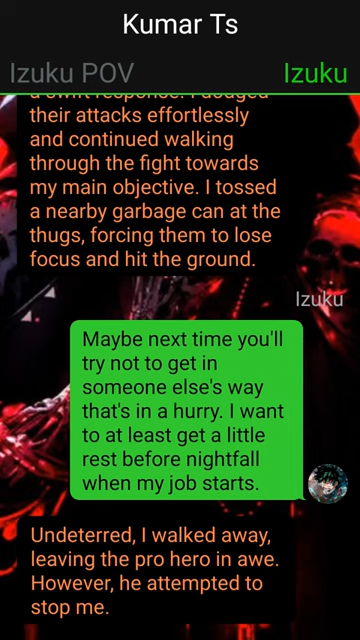 Kumar Ts
Izuku POV
Izuku
a swift response. I dodged
their attacks effortlessly
and continued walking
through the fight towards
my main objective. I tossed
a nearby garbage can at the
thugs, forcing them to lose
focus and hit the ground.
Izuku
Maybe next time you'll
try not to get in
someone else's way
that's in a hurry. I want
to at least get a little
rest before nightfall
when my job starts.
Undeterred, I walked away,
leaving the pro hero in awe.
However, he attempted to
stop me.